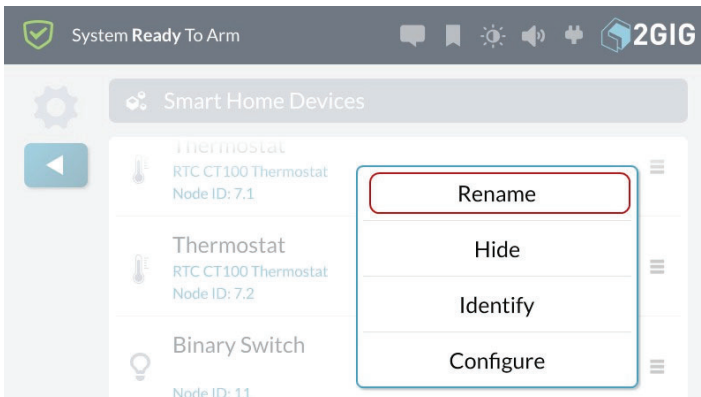 System Ready To Arm
2GIG
Smart Home Devices
Thermostat
RTC CT100 Thermostat
Node ID: 7.1
Rename
Hide
Thermostat
RTC CT100 Thermostat
Node ID: 7.2
Identify
Configure
Binary Switch
Node ID: 11